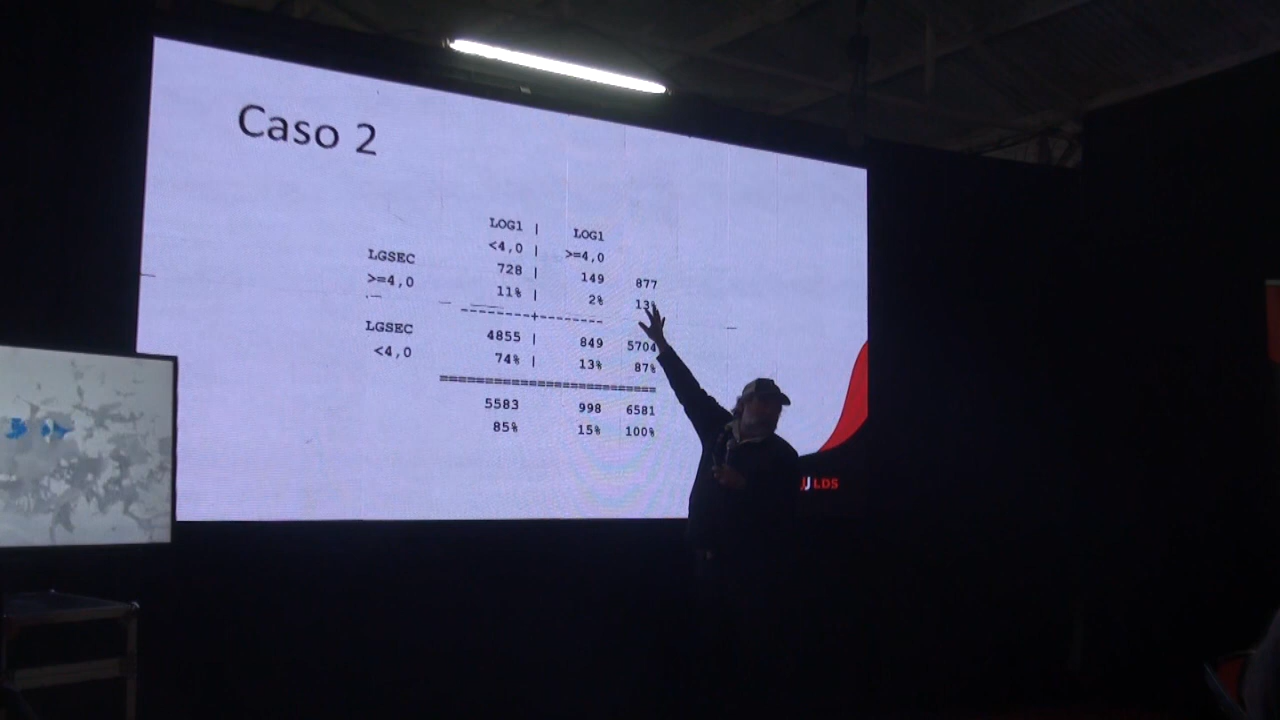 Caso 2
LOG1 | LOG1
<4,0 | >=4,0
LGSEC 728 | 149 877
>=4,0 11% | 2% 13%
---------+---------
LGSEC 4855 | 849 5704
<4,0 74% | 13% 87%
==========================
5583 998 6581
85% 15% 100%
LDS